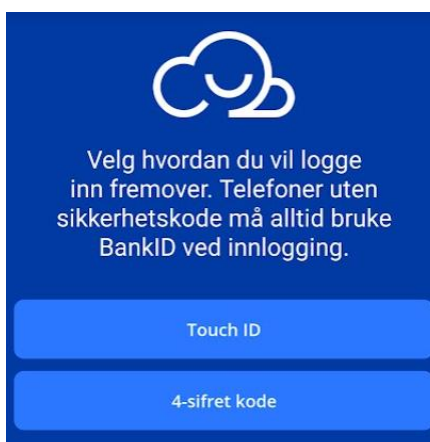 Velg hvordan du vil logge
inn fremover. Telefoner uten
sikkerhetskode må alltid bruke
BankID ved innlogging.
Touch ID
4-sifret kode